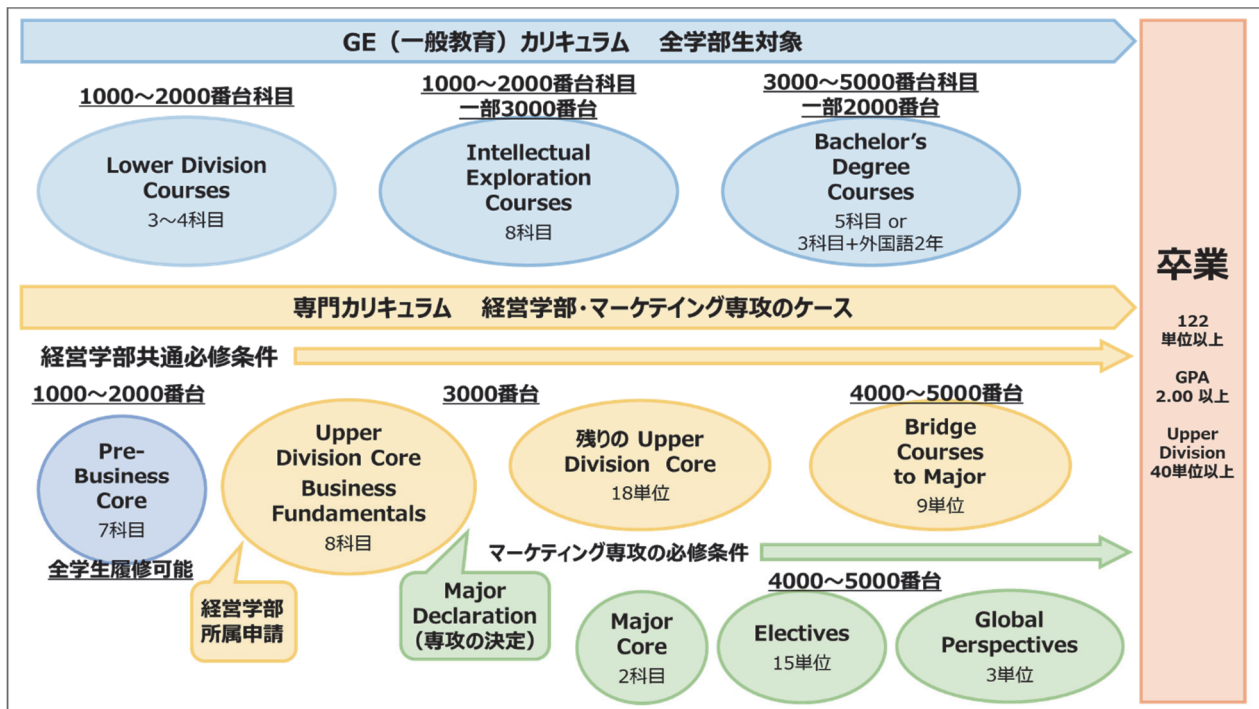 GE（一般教育）カリキュラム　全学部生対象
1000～2000番台科目
Lower Division
Courses
3～4科目
1000～2000番台科目
一部3000番台
Intellectual
Exploration
Courses
8科目
3000～5000番台科目
一部2000番台
Bachelor’s
Degree
Courses
5科目 or
3科目+外国語2年
専門カリキュラム　経営学部・マーケテイング専攻のケース
経営学部共通必修条件
1000～2000番台
Pre-
Business
Core
7科目
全学生履修可能
Upper
Division Core
Business
Fundamentals
8科目
経営学部
所属申請
3000番台
Major
Declaration
（専攻の決定）
残りの Upper
Division Core
18単位
4000～5000番台
Bridge
Courses
to Major
9単位
マーケティング専攻の必修条件
4000～5000番台
Major
Core
2科目
Electives
15単位
Global
Perspectives
3単位
卒業
122
単位以上
GPA
2.00 以上
Upper
Division
40単位以上